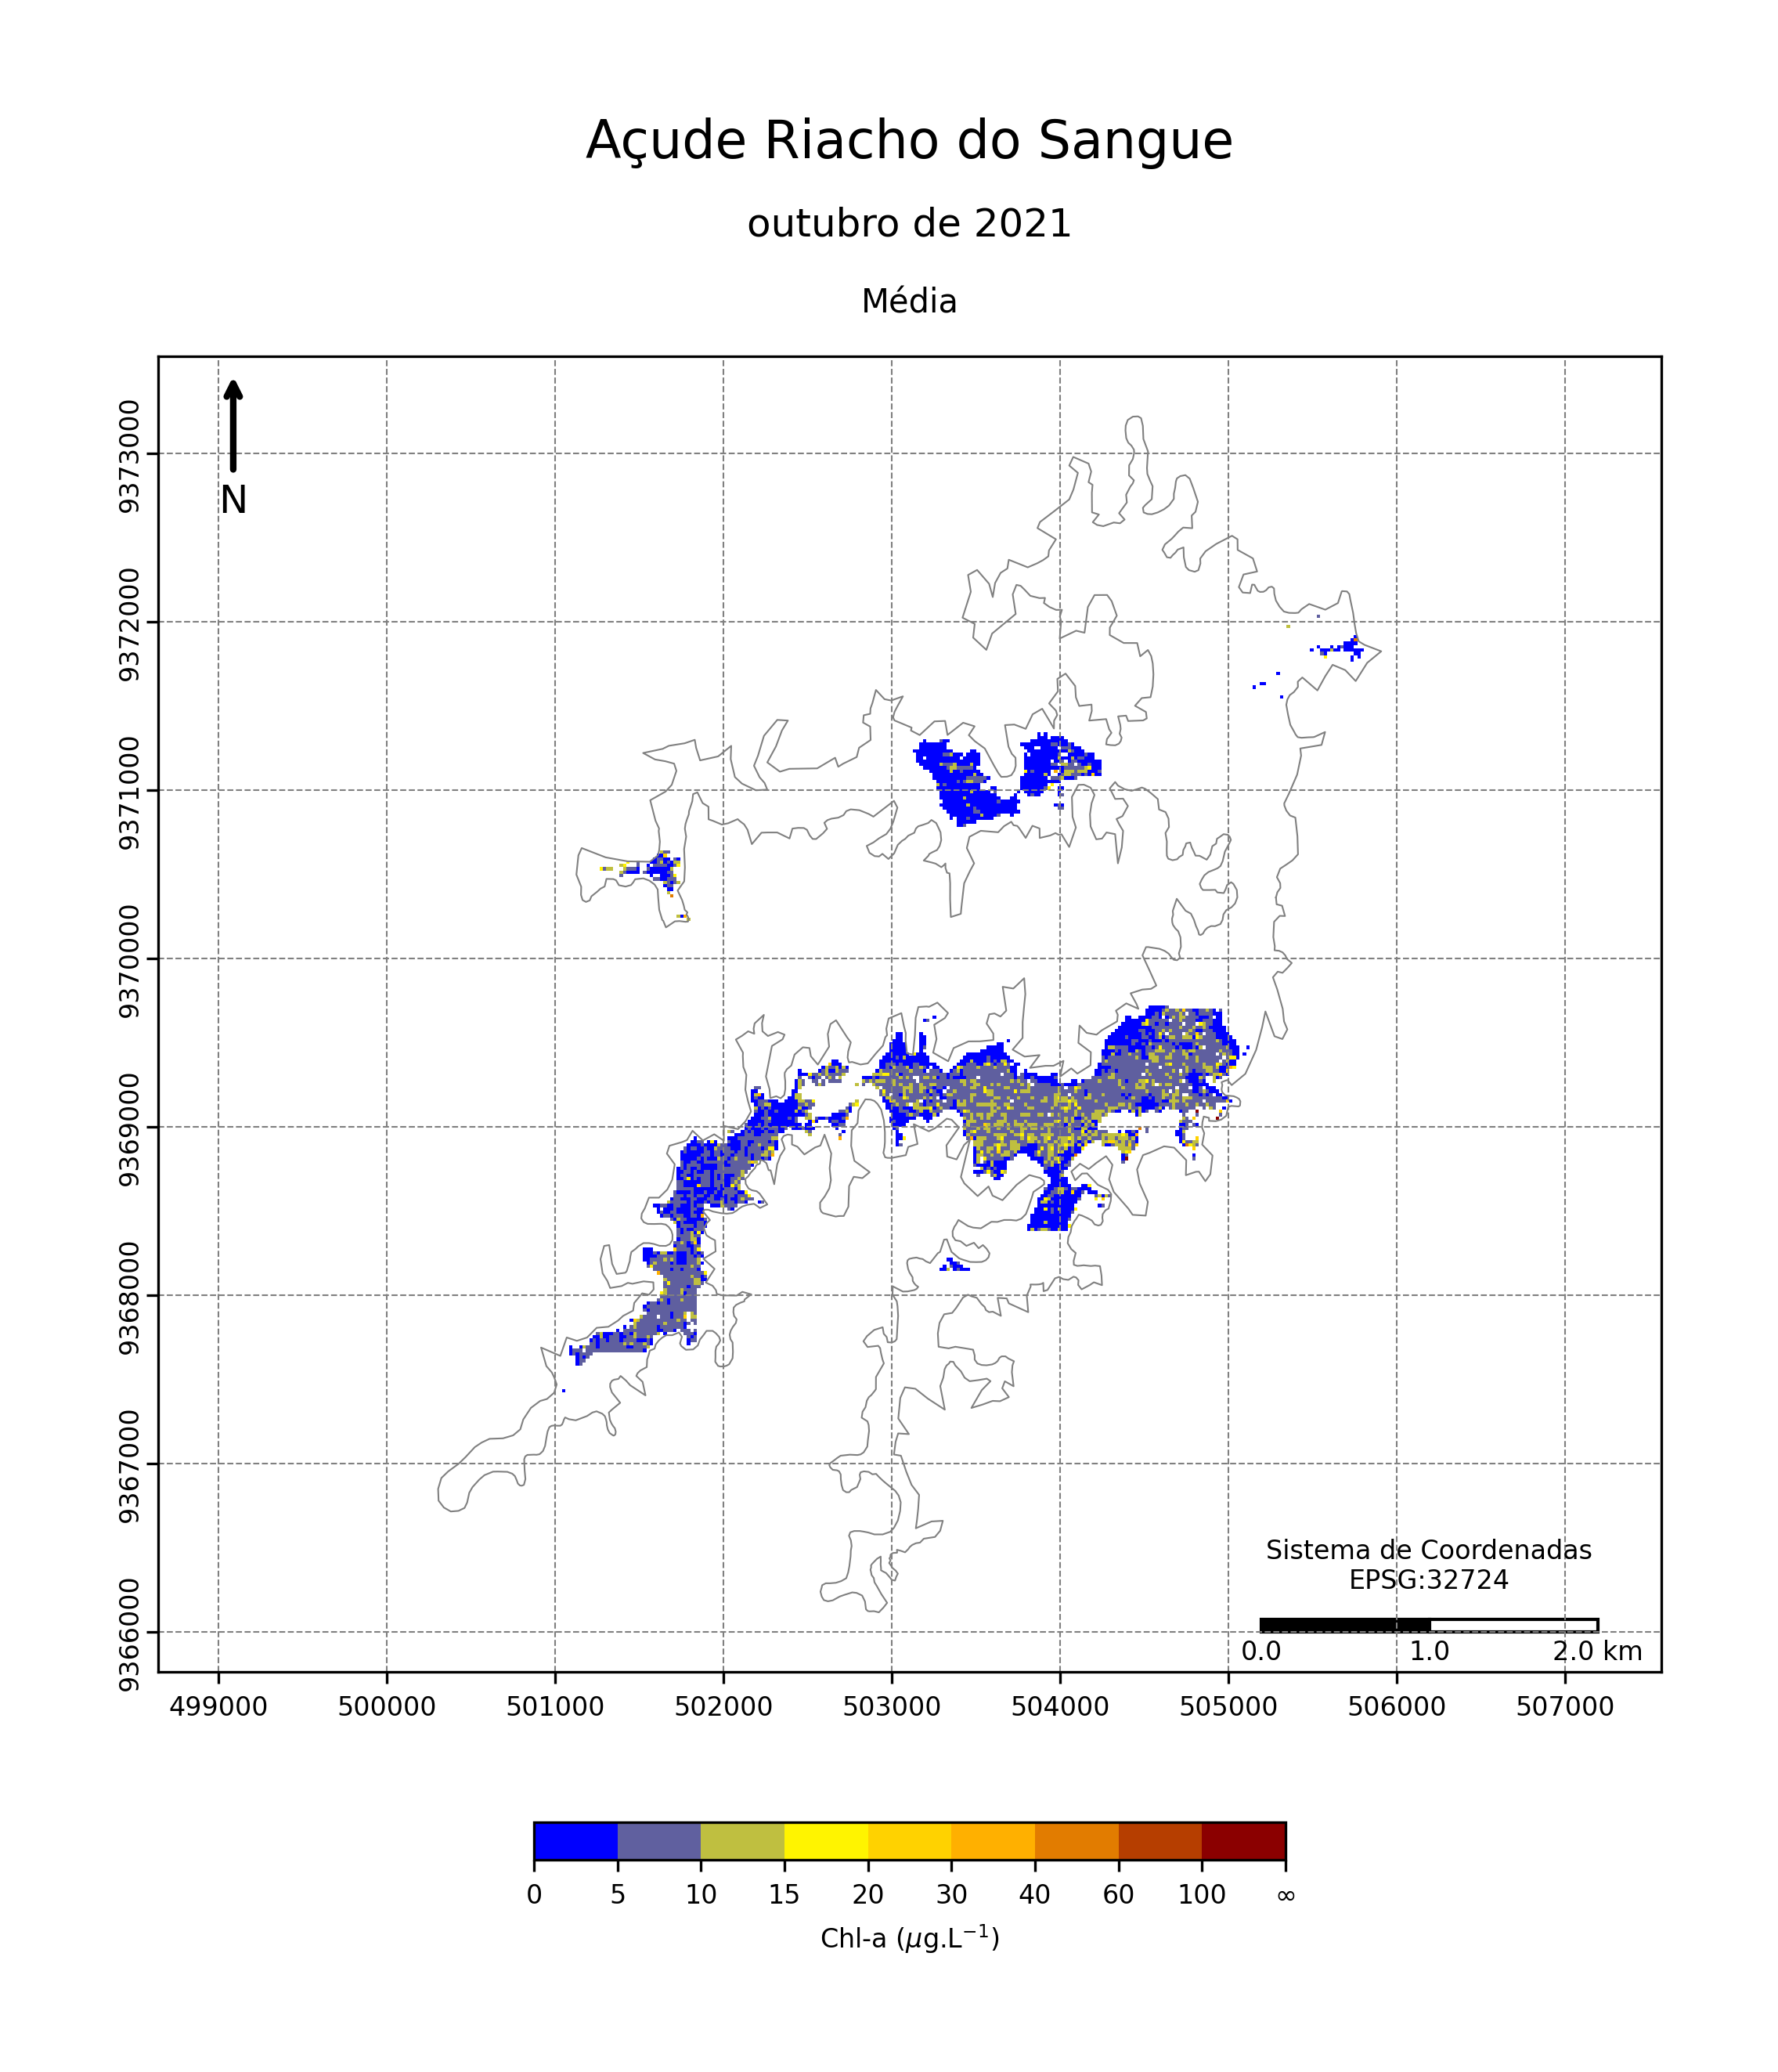 Açude Riacho do Sangue
outubro de 2021
Média
N
9373000
9372000
9371000
9370000
9369000
9368000
9367000
9366000
Sistema de Coordenadas
EPSG:32724
0.0 1.0 2.0 km
499000 500000 501000 502000 503000 504000 505000 506000 507000
0 5 10 15 20 30 40 60 100 ∞
Chl-a (μg.L⁻¹)